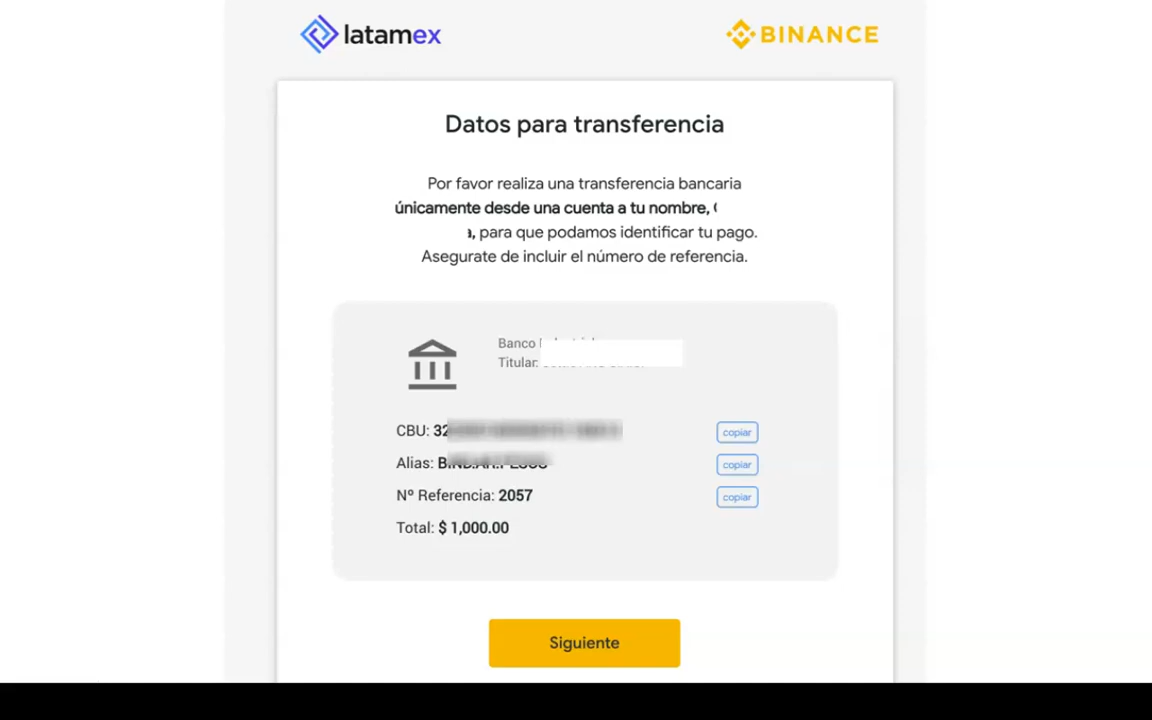 latamex
BINANCE
Datos para transferencia
Por favor realiza una transferencia bancaria
únicamente desde una cuenta a tu nombre,
para que podamos identificar tu pago.
Asegurate de incluir el número de referencia.
Banco
Titular:
CBU: 32
copiar
Alias:
copiar
Nº Referencia: 2057
copiar
Total: $ 1,000.00
Siguiente